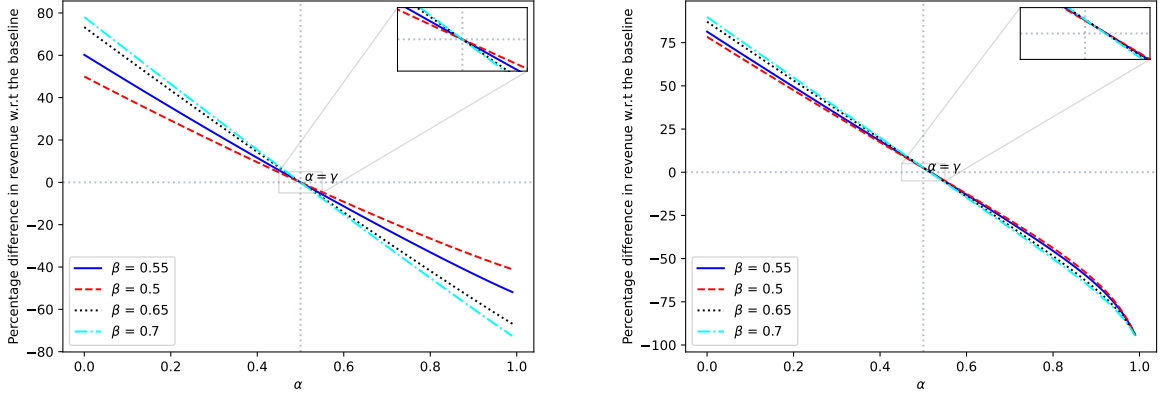 Percentage difference in revenue w.r.t the baseline
80
60
40
20
0
−20
−40
−60
−80
α = γ
β = 0.55
β = 0.5
β = 0.65
β = 0.7
0.0 0.2 0.4 0.6 0.8 1.0
α
Percentage difference in revenue w.r.t the baseline
75
50
25
0
−25
−50
−75
−100
α = γ
β = 0.55
β = 0.5
β = 0.65
β = 0.7
0.0 0.2 0.4 0.6 0.8 1.0
α